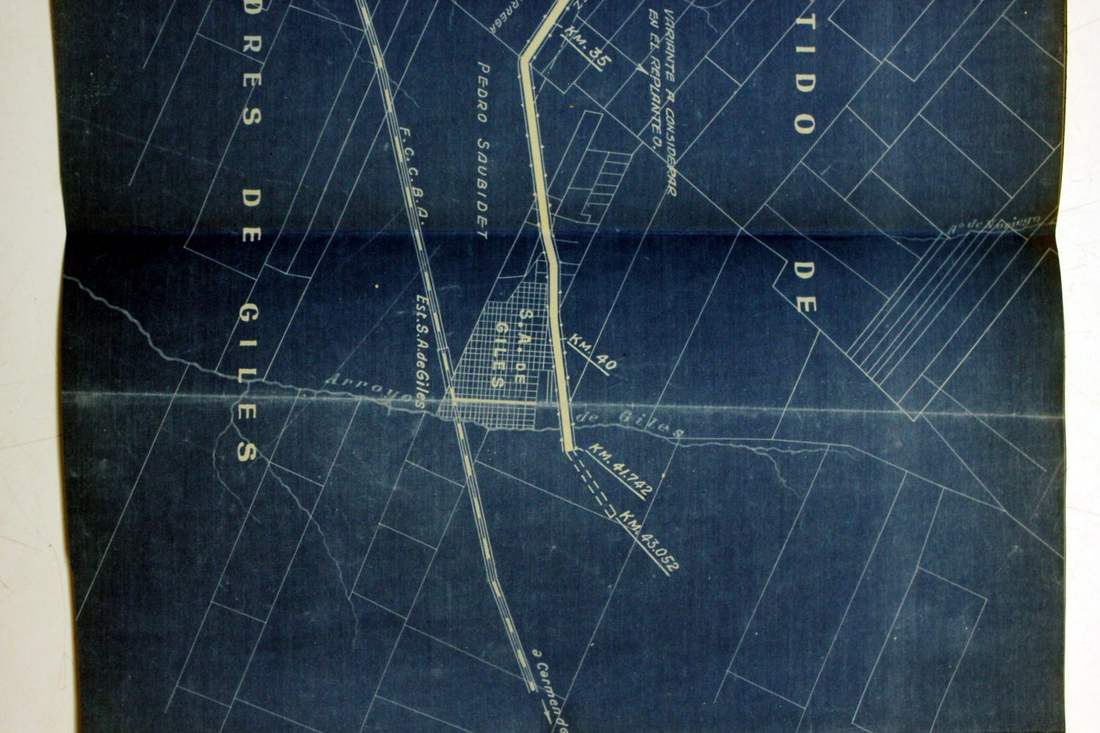 DRES DE GILES
TIDO DE
KM. 35
VARIANTE A CONSIDERAR
EN EL REPLANTEO.
PEDRO SAUBIDET
F.C.C.B.A.
Est. S.A. de Giles
S.A. DE
GILES
KM. 40
Arroyo de Giles
KM. 41.742
KM. 43.052
a Carmen de